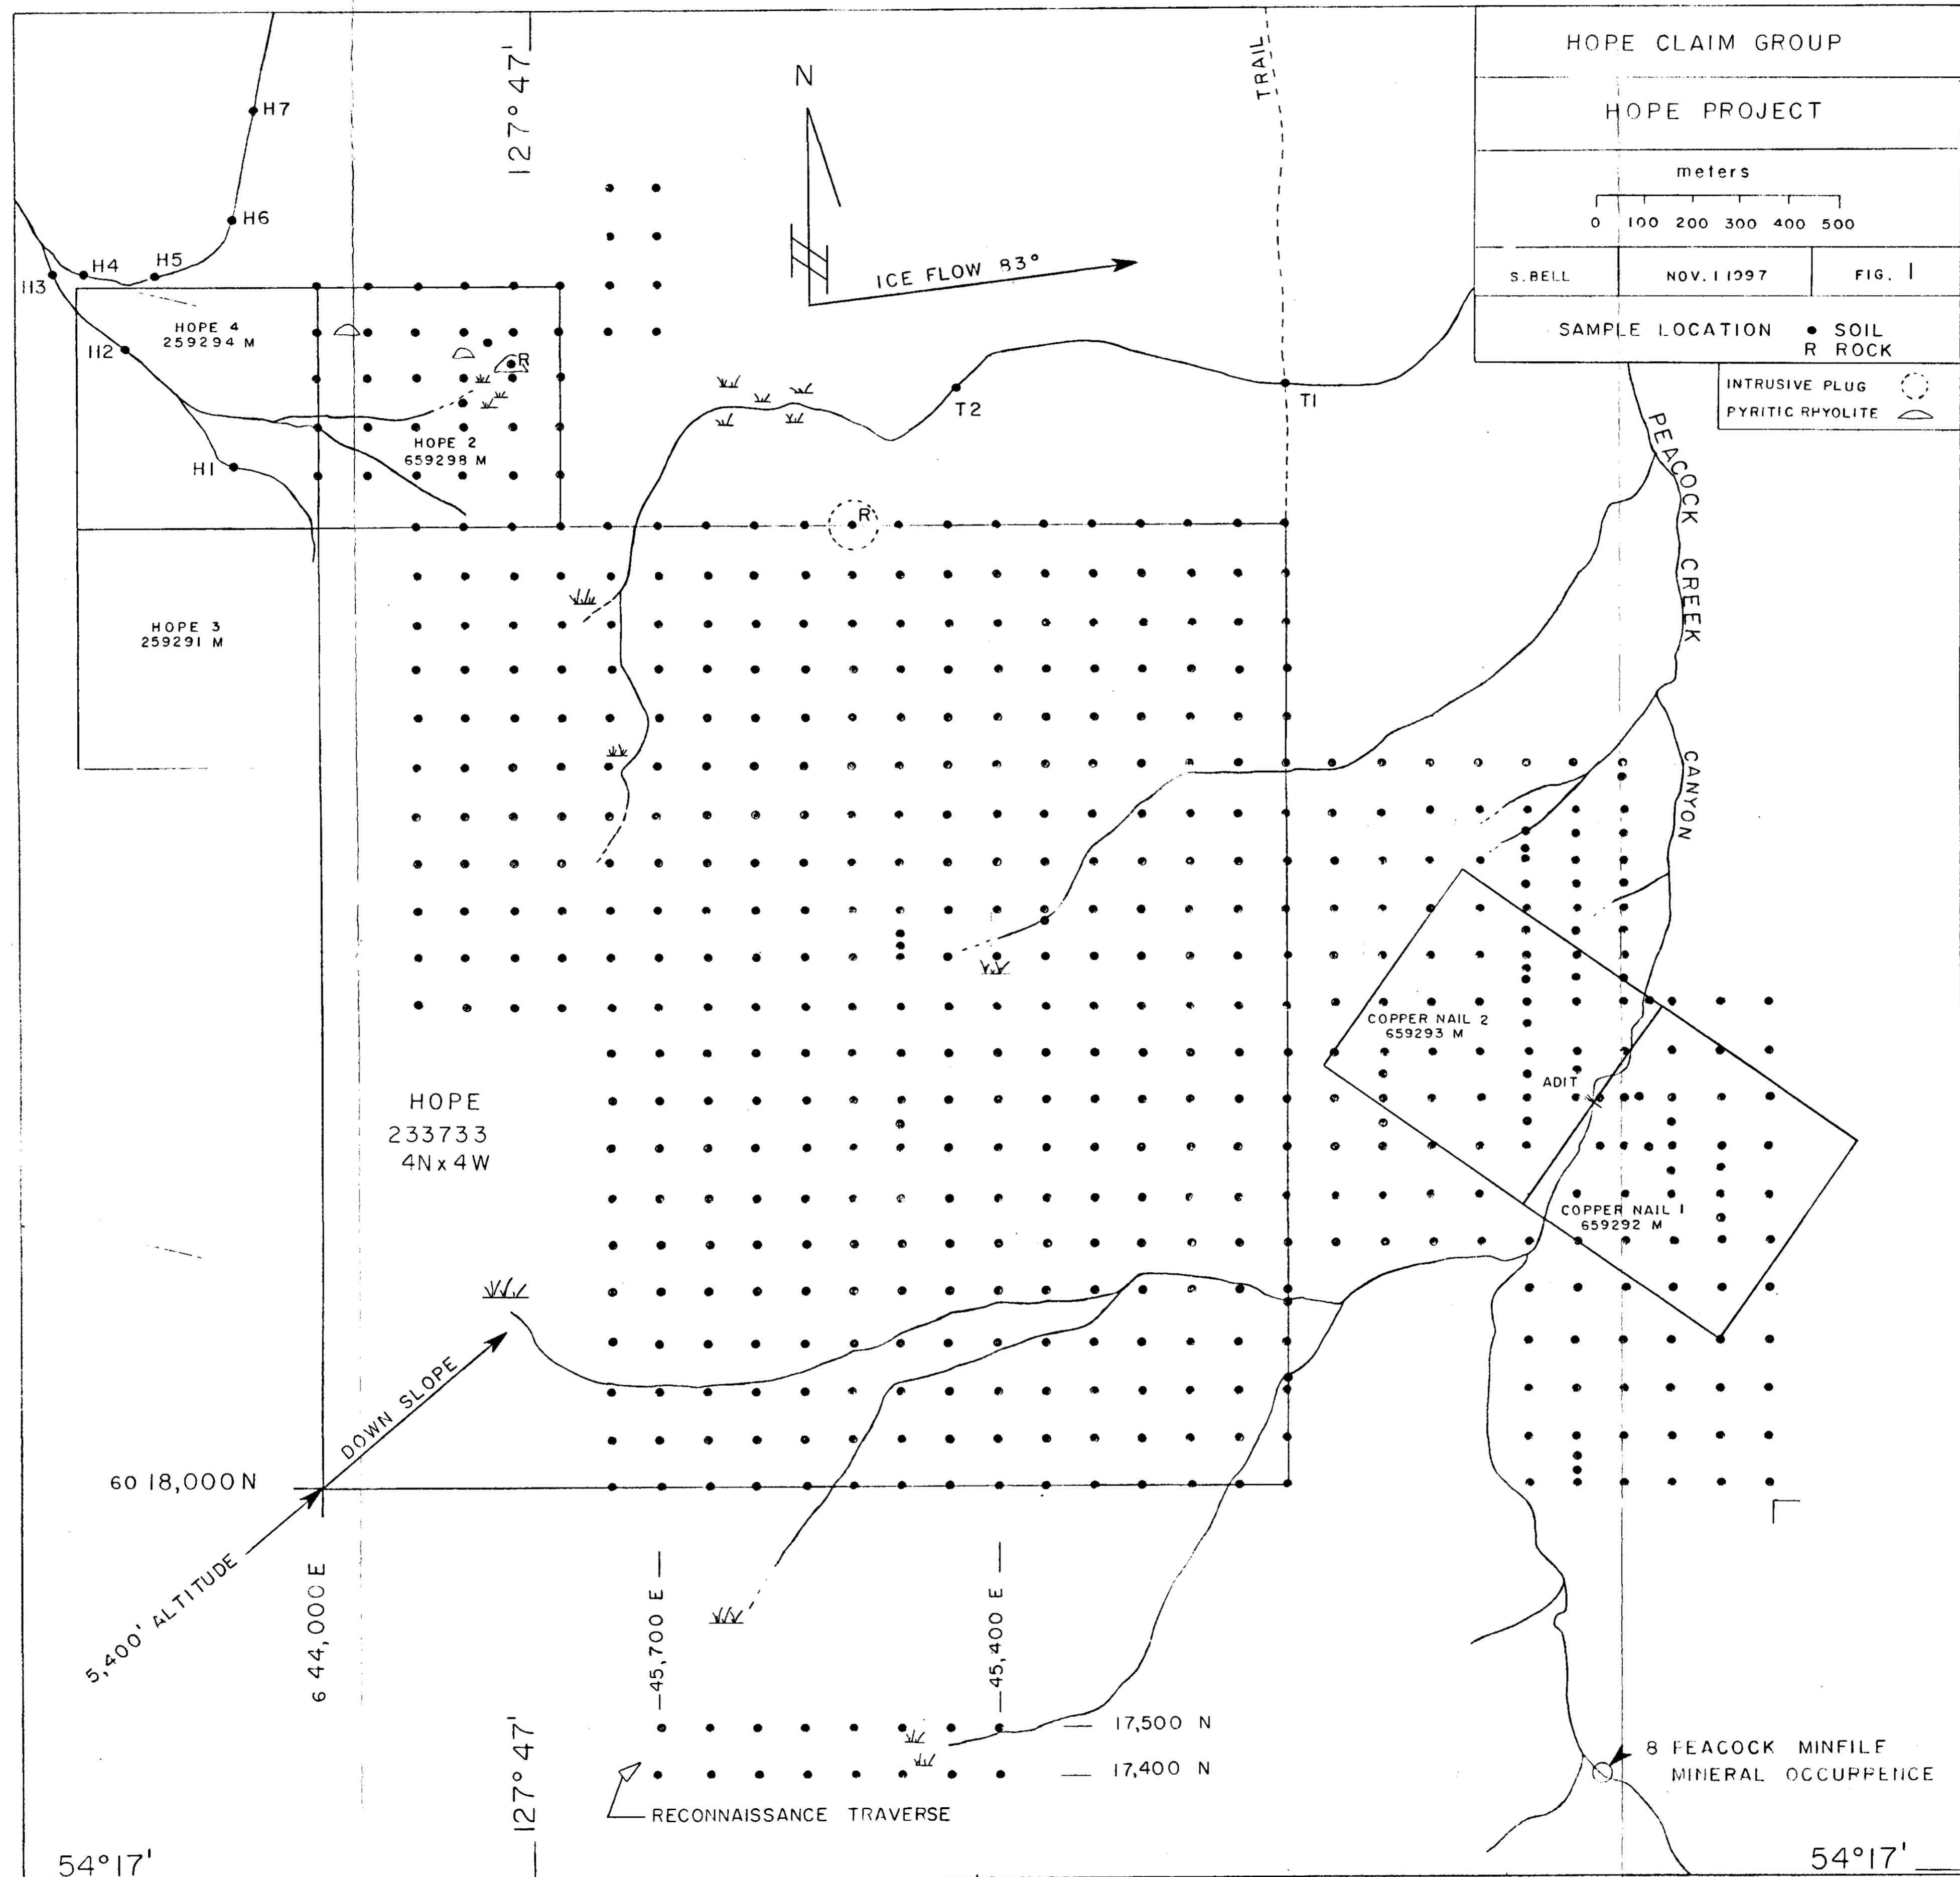 HOPE CLAIM GROUP
HOPE PROJECT
meters
0 100 200 300 400 500
S. BELL
NOV. 1 1997
FIG. 1
SAMPLE LOCATION ● SOIL
R ROCK
INTRUSIVE PLUG
PYRITIC RHYOLITE
127° 47'
N
TRAIL
ICE FLOW 83°
H7
H6
H5
H4
H3
H2
H1
HOPE 4
259294 M
R
HOPE 2
659298 M
T2
T1
R
HOPE 3
259291 M
PEACOCK CREEK
CANYON
COPPER NAIL 2
659293 M
ADIT
COPPER NAIL 1
659292 M
HOPE
233733
4N x 4W
DOWN SLOPE
60 18,000 N
5,400' ALTITUDE
6 44,000 E
45,700 E
45,400 E
17,500 N
17,400 N
127° 47'
RECONNAISSANCE TRAVERSE
8 PEACOCK MINFILE
MINERAL OCCURRENCE
54°17'
54°17'